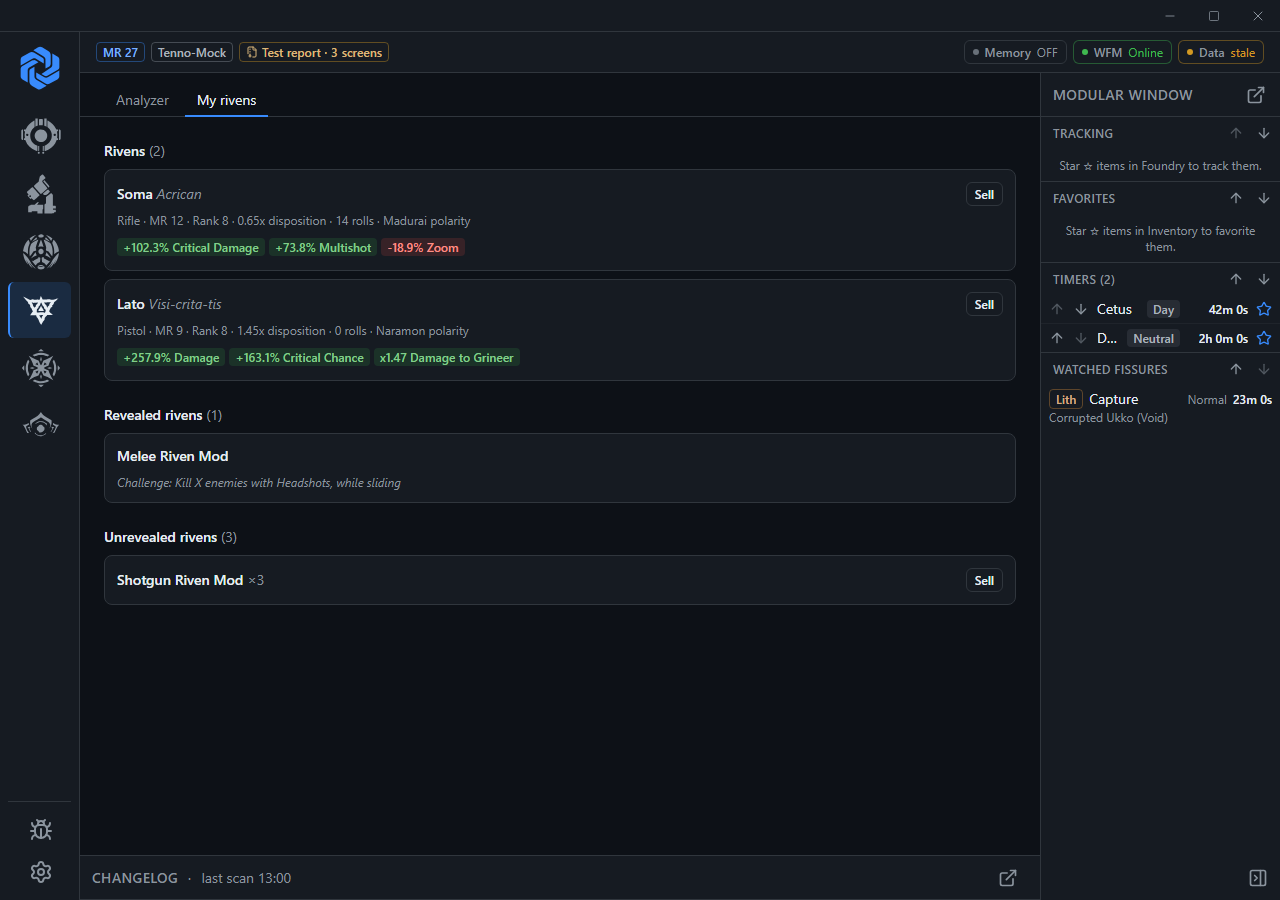 MR 27
Tenno-Mock
Test report · 3 screens
Memory OFF
WFM Online
Data stale
Analyzer
My rivens
Rivens (2)
Soma Acrican
Sell
Rifle · MR 12 · Rank 8 · 0.65x disposition · 14 rolls · Madurai polarity
+102.3% Critical Damage
+73.8% Multishot
-18.9% Zoom
Lato Visi-crita-tis
Sell
Pistol · MR 9 · Rank 8 · 1.45x disposition · 0 rolls · Naramon polarity
+257.9% Damage
+163.1% Critical Chance
x1.47 Damage to Grineer
Revealed rivens (1)
Melee Riven Mod
Challenge: Kill X enemies with Headshots, while sliding
Unrevealed rivens (3)
Shotgun Riven Mod ×3
Sell
CHANGELOG · last scan 13:00
MODULAR WINDOW
TRACKING
Star ☆ items in Foundry to track them.
FAVORITES
Star ☆ items in Inventory to favorite
them.
TIMERS (2)
Cetus Day 42m 0s
D... Neutral 2h 0m 0s
WATCHED FISSURES
Lith Capture Normal 23m 0s
Corrupted Ukko (Void)